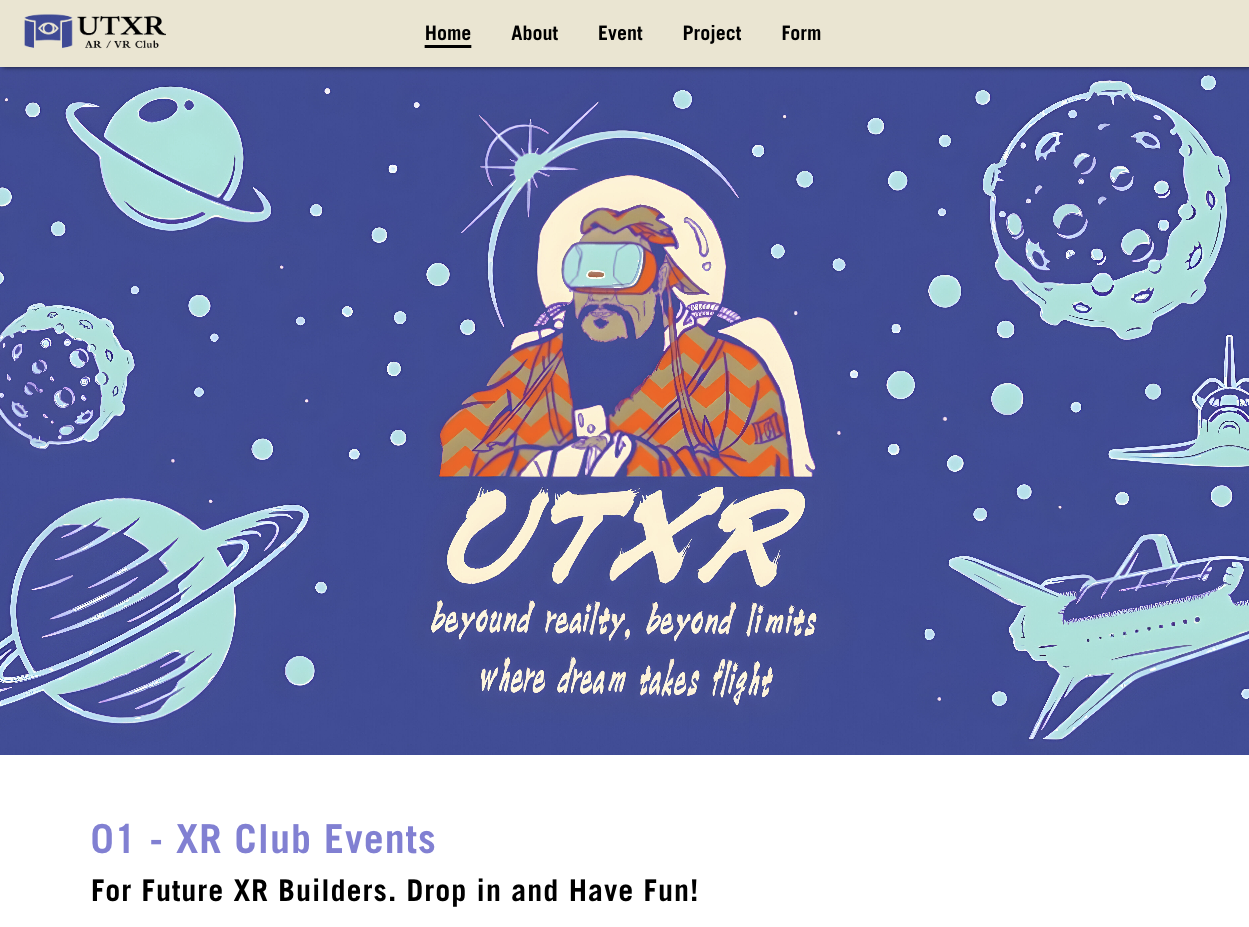 UTXR
AR / VR Club
Home About Event Project Form
UTXR
beyound reailty, beyond limits
where dream takes flight
01 - XR Club Events
For Future XR Builders. Drop in and Have Fun!